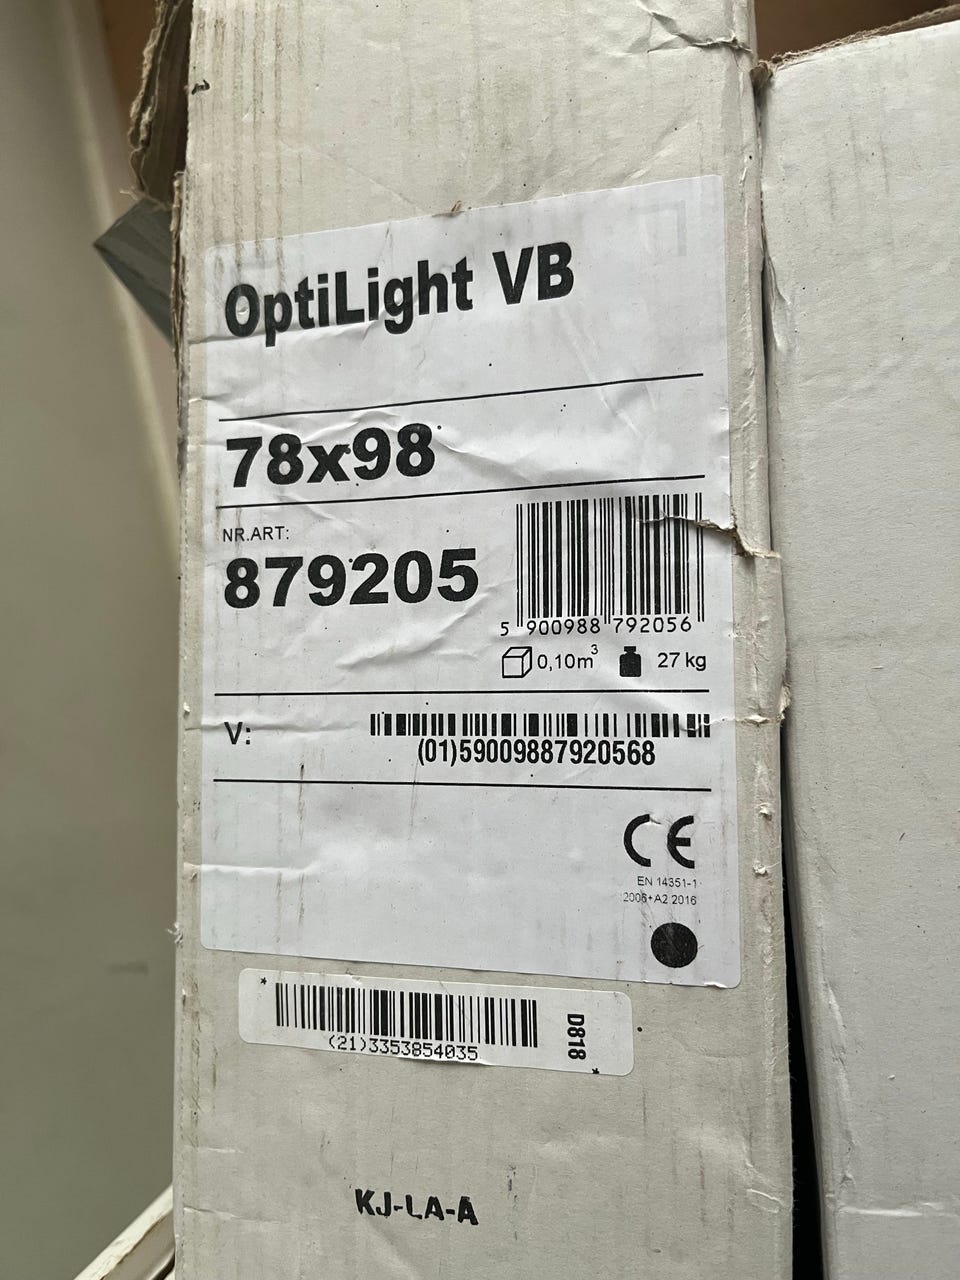 OptiLight VB
78x98
NR.ART:
879205
5 900988 792056
0,10m³ 27 kg
V:
(01)59009887920568
CE
EN 14351-1
2006+A2 2016
(21)3353854035
D818
KJ-LA-A